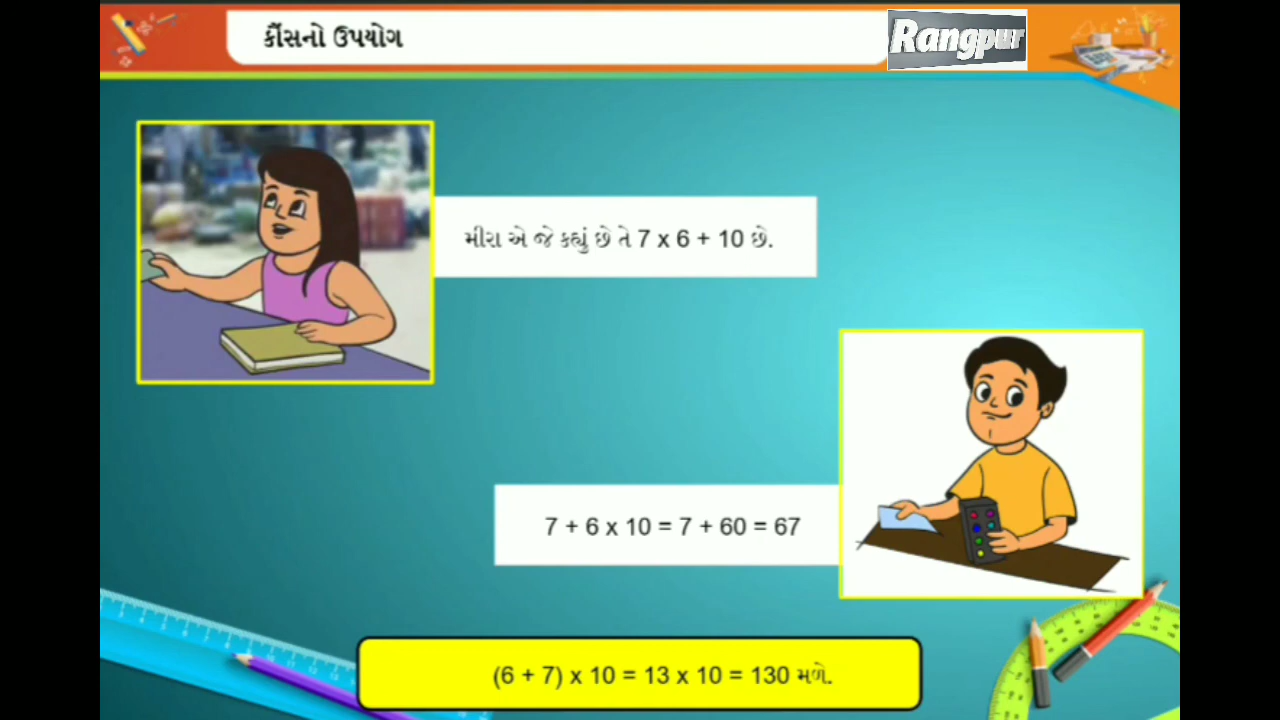 કૌંસનો ઉપયોગ
Rangpur
મીરા એ જે કહ્યું છે તે 7 x 6 + 10 છે.
7 + 6 x 10 = 7 + 60 = 67
(6 + 7) x 10 = 13 x 10 = 130 મળે.